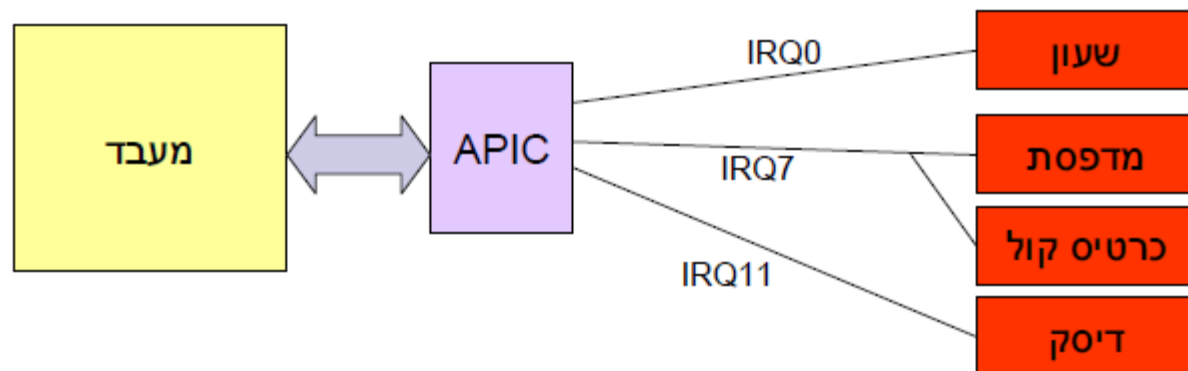 מעבד
APIC
IRQ0
IRQ7
IRQ11
שעון
מדפסת
כרטיס קול
דיסק